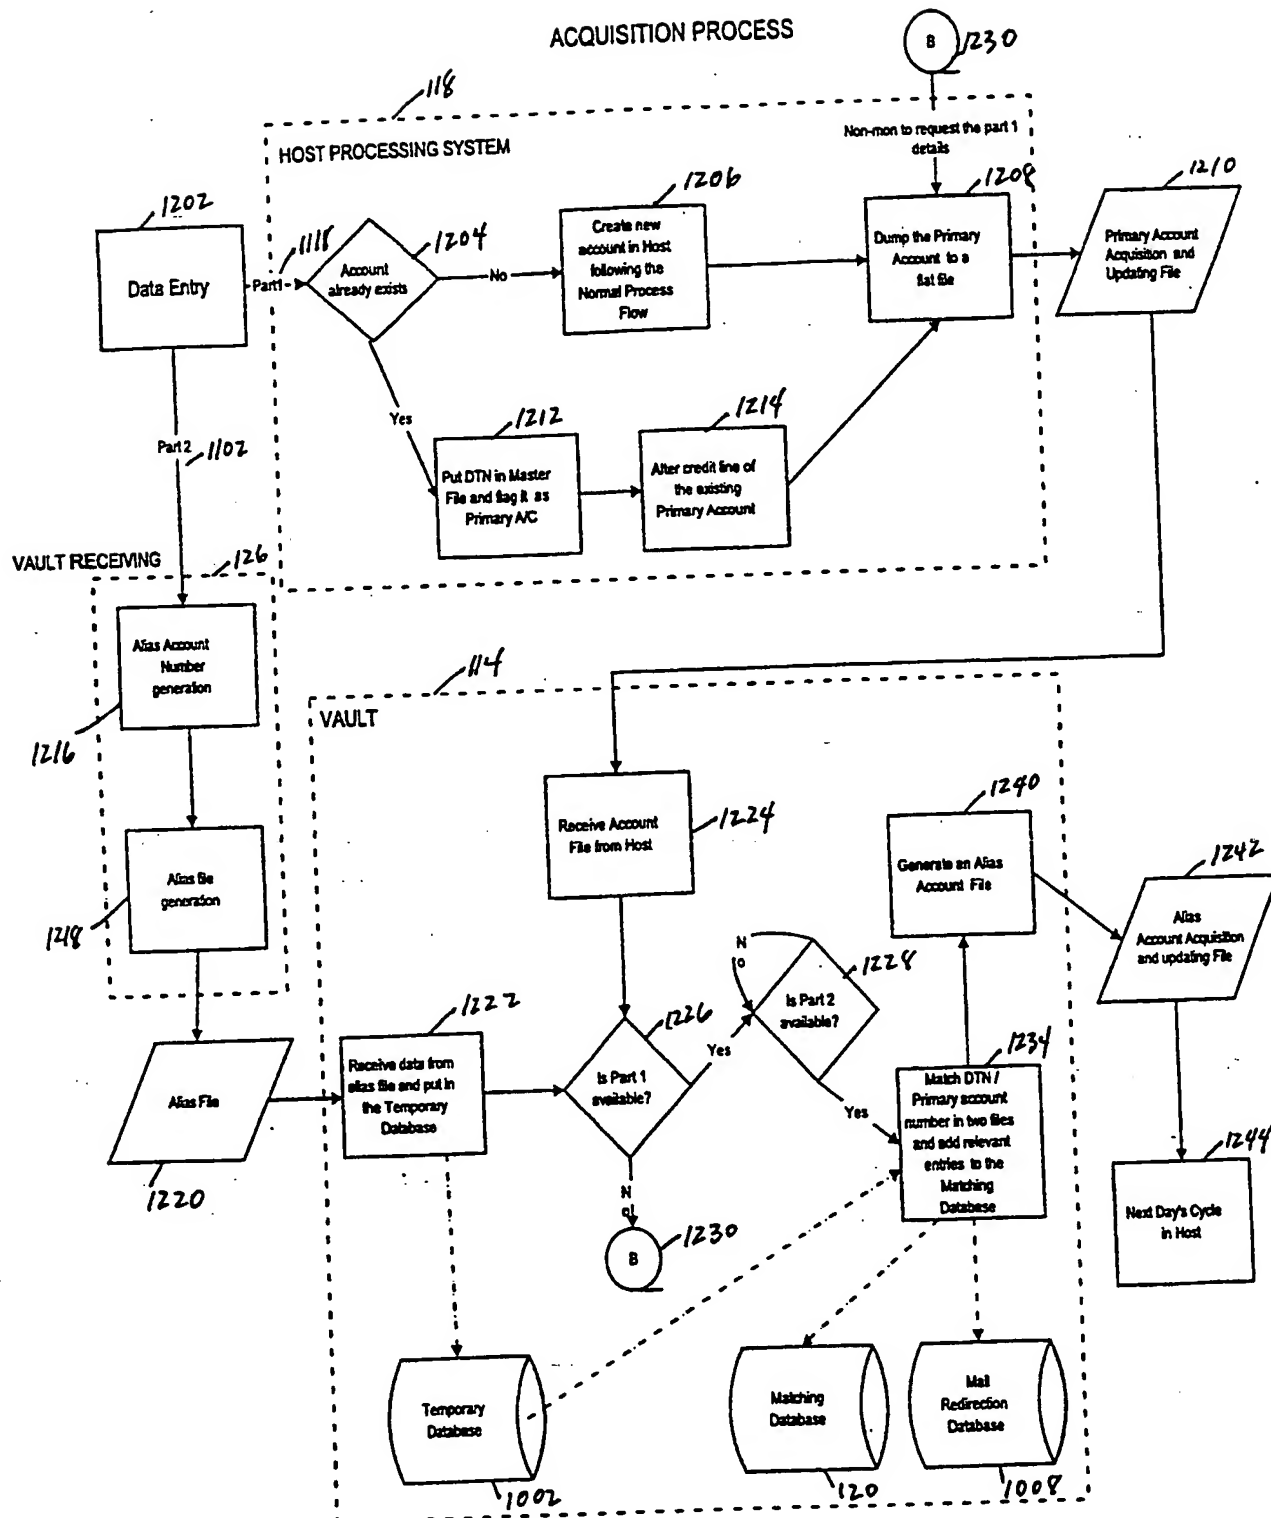 ACQUISITION PROCESS
B
1230
118
HOST PROCESSING SYSTEM
Non-mon to request the part 1
details
1202
Data Entry
Part1
1118
1204
Account
already exists
No
1206
Create new
account in Host
following the
Normal Process
Flow
1208
Dump the Primary
Account to a
flat file
1210
Primary Account
Acquisition and
Updating File
Yes
1212
Put DTN in Master
File and flag it as
Primary A/C
1214
Alter credit line of
the existing
Primary Account
Part 2
1102
VAULT RECEIVING
126
Alias Account
Number
generation
1216
Alias file
generation
1218
Alias File
1220
114
VAULT
Receive Account
File from Host
1224
1222
Receive data from
alias file and put in
the Temporary
Database
1226
Is Part 1
available?
Yes
N
o
B
1230
N
o
1228
Is Part 2
available?
Yes
1234
Match DTN /
Primary account
number in two files
and add relevant
entries to the
Matching
Database
1240
Generate an Alias
Account File
1242
Alias
Account Acquisition
and updating File
1244
Next Day's Cycle
in Host
Temporary
Database
1002
Matching
Database
120
Mail
Redirection
Database
1008